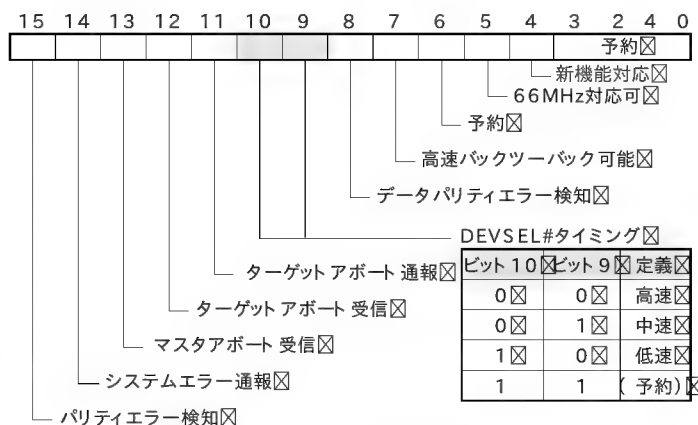 15 14 13 12 11 10 9 8 7 6 5 4 3 2 4 0
予約
新機能対応
66MHz対応可
予約
高速バックツーバック可能
データパリティエラー検知
DEVSEL#タイミング
ターゲットアボート通報
ターゲットアボート受信
マスタアボート受信
システムエラー通報
パリティエラー検知
ビット10 ビット9 定義
0 0 高速
0 1 中速
1 0 低速
1 1 (予約)